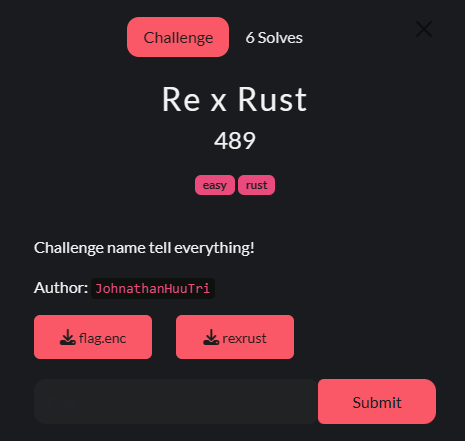 Challenge 6 Solves
Re x Rust
489
easy rust
Challenge name tell everything!
Author: JohnathanHuuTri
flag.enc rexrust
Submit